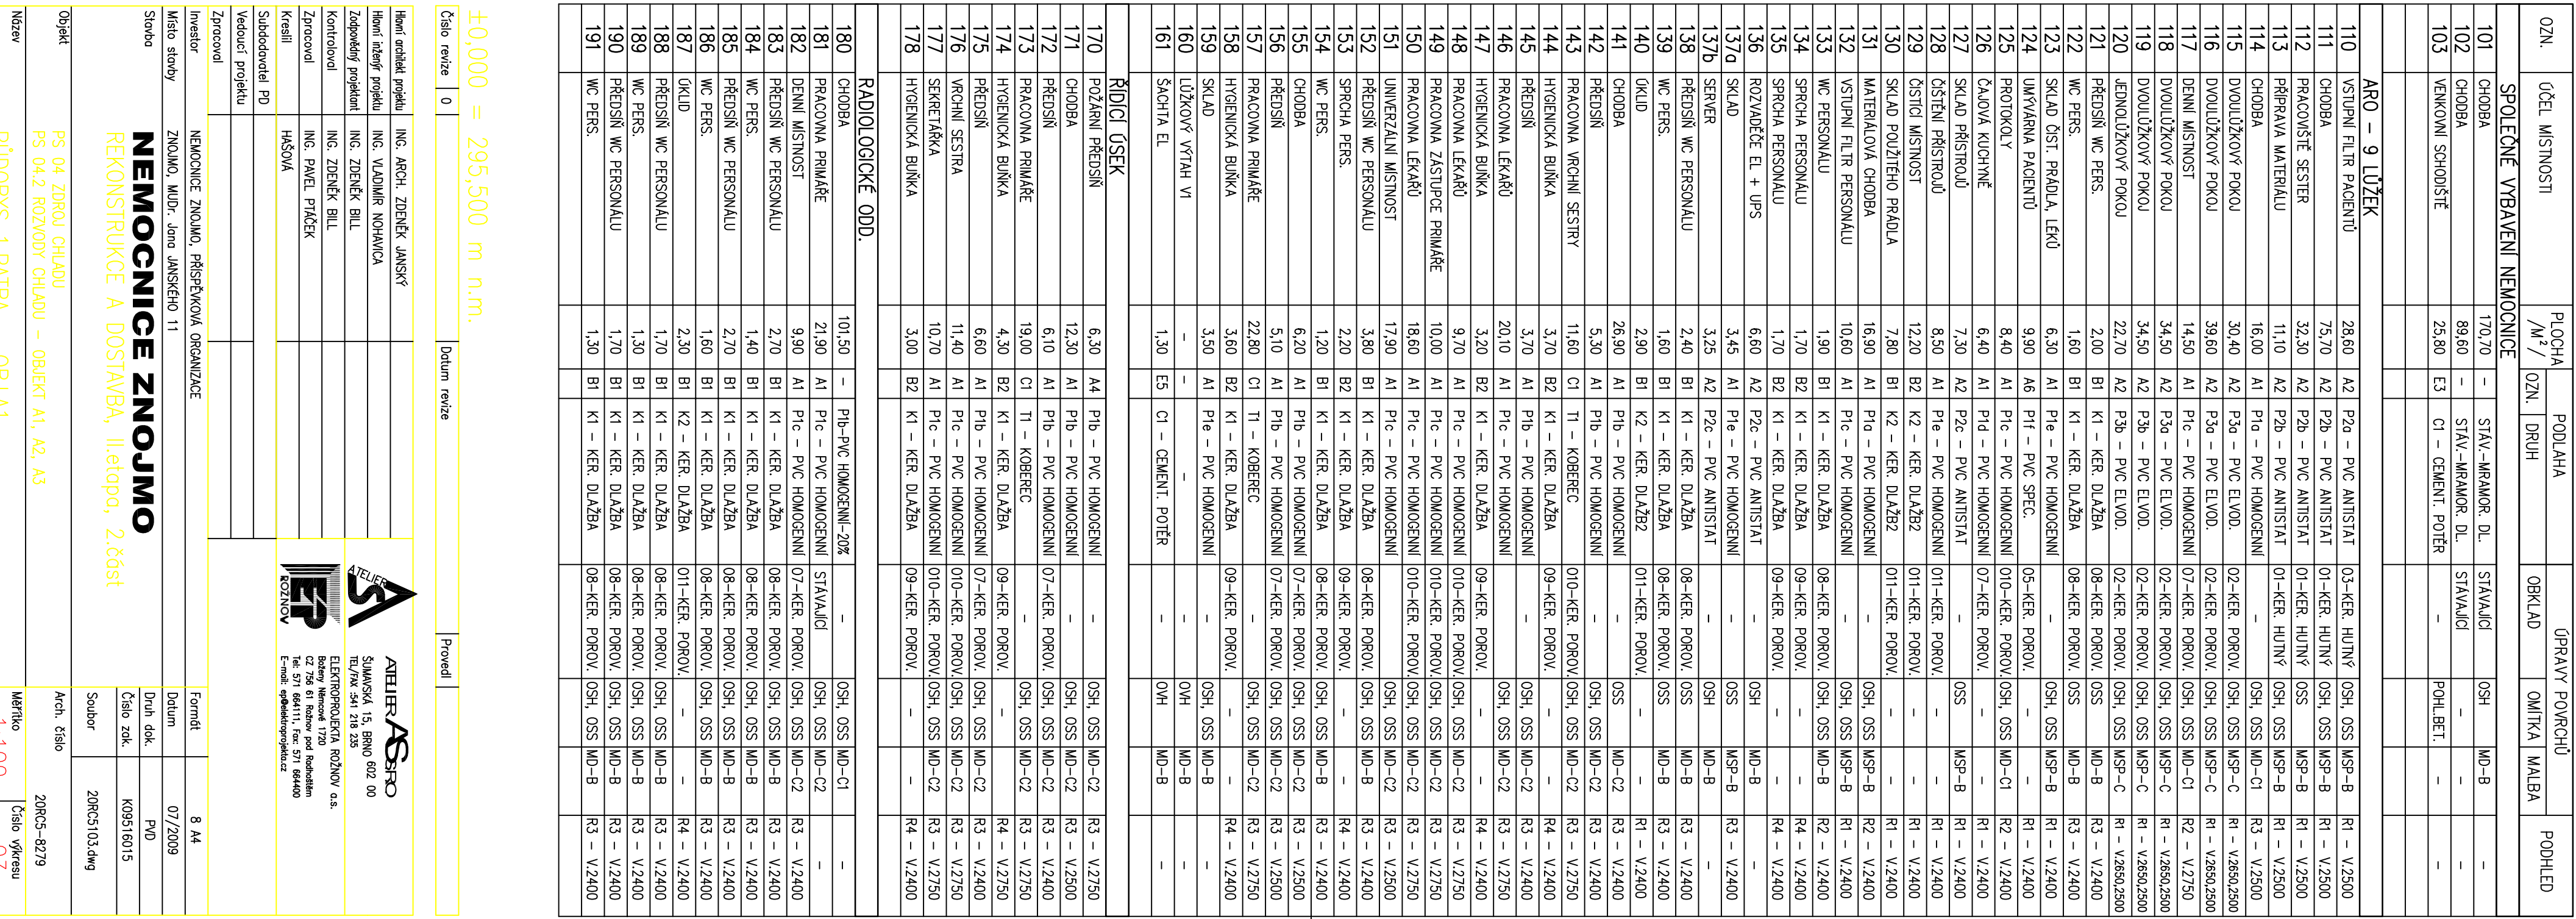 OZN. ÚČEL MÍSTNOSTI PLOCHA /M²/ PODLAHA ÚPRAVY POVRCHŮ PODHLED
OZN. DRUH OBKLAD OMÍTKA MALBA
SPOLEČNÉ VYBAVENÍ NEMOCNICE
101 CHODBA 170,70 – STÁV.–MRAMOR. DL. STÁVAJÍCÍ OSH MD–B –
102 CHODBA 89,60 – STÁV.–MRAMOR. DL. STÁVAJÍCÍ – – –
103 VENKOVNÍ SCHODIŠTĚ 25,80 E3 C1 – CEMENT. POTĚR – POHL.BET. – –
ARO – 9 LŮŽEK
110 VSTUPNÍ FILTR PACIENTŮ 28,60 A2 P2a – PVC ANTISTAT 03–KER. HUTNÝ OSH, OSS MSP–B R1 – V.2500
111 CHODBA 75,70 A2 P2b – PVC ANTISTAT 01–KER. HUTNÝ OSH, OSS MSP–B R1 – V.2500
112 PRACOVIŠTĚ SESTER 32,30 A2 P2b – PVC ANTISTAT 01–KER. HUTNÝ OSS MSP–B R1 – V.2500
113 PŘÍPRAVA MATERIÁLU 11,10 A2 P2b – PVC ANTISTAT 01–KER. HUTNÝ OSH, OSS MSP–B R1 – V.2500
114 CHODBA 16,00 A1 P1a – PVC HOMOGENNÍ – OSH, OSS MD–C1 R3 – V.2500
115 DVOULŮŽKOVÝ POKOJ 30,40 A2 P3a – PVC ELVOD. 02–KER. POROV. OSH, OSS MSP–C R1 – V.2650,2500
116 DVOULŮŽKOVÝ POKOJ 39,60 A2 P3a – PVC ELVOD. 02–KER. POROV. OSH, OSS MSP–C R1 – V.2650,2500
117 DENNÍ MÍSTNOST 14,50 A1 P1c – PVC HOMOGENNÍ 07–KER. POROV. OSH, OSS MD–C1 R2 – V.2750
118 DVOULŮŽKOVÝ POKOJ 34,50 A2 P3a – PVC ELVOD. 02–KER. POROV. OSH, OSS MSP–C R1 – V.2650,2500
119 DVOULŮŽKOVÝ POKOJ 34,50 A2 P3b – PVC ELVOD. 02–KER. POROV. OSH, OSS MSP–C R1 – V.2650,2500
120 JEDNOLŮŽKOVÝ POKOJ 22,70 A2 P3b – PVC ELVOD. 02–KER. POROV. OSH, OSS MSP–C R1 – V.2650,2500
121 PŘEDSÍŇ WC PERS. 2,00 B1 K1 – KER. DLAŽBA 08–KER. POROV. OSH, OSS MD–B R3 – V.2400
122 WC PERS. 1,60 B1 K1 – KER. DLAŽBA 08–KER. POROV. OSH, OSS MD–B R3 – V.2400
123 SKLAD ČIST. PRÁDLA, LÉKŮ 6,30 A1 P1e – PVC HOMOGENNÍ – OSH, OSS MSP–B R1 – V.2400
124 UMÝVÁRNA PACIENTŮ 9,90 A6 P1f – PVC SPEC. 05–KER. POROV. – – R1 – V.2400
125 PROTOKOLY 8,40 A1 P1c – PVC HOMOGENNÍ 010–KER. POROV. OSH, OSS MD–C1 R2 – V.2400
126 ČAJOVÁ KUCHYNĚ 6,40 A1 P1d – PVC HOMOGENNÍ 07–KER. POROV. – – R1 – V.2400
127 SKLAD PŘÍSTROJŮ 7,30 A2 P2c – PVC ANTISTAT – OSS MSP–B R1 – V.2400
128 ČIŠTĚNÍ PŘÍSTROJŮ 8,50 A1 P1e – PVC HOMOGENNÍ 011–KER. POROV. – – R1 – V.2400
129 ČISTÍCÍ MÍSTNOST 12,20 B2 K2 – KER. DLAŽB2 011–KER. POROV. – – R1 – V.2400
130 SKLAD POUŽITÉHO PRÁDLA 7,80 B1 K2 – KER. DLAŽB2 011–KER. POROV. – – R1 – V.2400
131 MATERIÁLOVÁ CHODBA 16,90 A1 P1c – PVC HOMOGENNÍ – OSH, OSS MSP–B R1 – V.2400
132 VSTUPNÍ FILTR PERSONÁLU 10,60 A1 P1c – PVC HOMOGENNÍ – OSH, OSS MSP–B R1 – V.2400
133 WC PERSONÁLU 1,90 B1 K1 – KER. DLAŽBA 08–KER. POROV. OSH, OSS MD–B R2 – V.2400
134 SPRCHA PERSONÁLU 1,70 B2 K1 – KER. DLAŽBA 09–KER. POROV. – – R4 – V.2400
135 SPRCHA PERSONÁLU 1,70 B2 K1 – KER. DLAŽBA 09–KER. POROV. – – R4 – V.2400
136 ROZVADĚČE EL + UPS 6,60 A2 P2c – PVC ANTISTAT – OSH MD–B –
137a SKLAD 3,45 A1 P1e – PVC HOMOGENNÍ – OSH, OSS MSP–B R3 – V.2400
137b SERVER 3,25 A2 P2c – PVC ANTISTAT – OSH MD–B –
138 PŘEDSÍŇ WC PERSONÁLU 2,40 B1 K1 – KER. DLAŽBA 08–KER. POROV. OSS MD–B R3 – V.2400
139 WC PERS. 1,60 B1 K1 – KER. DLAŽBA 08–KER. POROV. OSS MD–B R3 – V.2400
140 ÚKLID 2,90 B1 K2 – KER. DLAŽB2 011–KER. POROV. – – R1 – V.2400
141 CHODBA 26,90 A1 P1c – PVC HOMOGENNÍ – OSS MD–C2 R3 – V.2400
142 PŘEDSÍŇ 5,30 A1 P1b – PVC HOMOGENNÍ – OSH, OSS MD–C2 R3 – V.2400
143 PRACOVNA VRCHNÍ SESTRY 11,60 C1 T1 – KOBEREC 010–KER. POROV. OSH, OSS MD–C2 R3 – V.2400
144 HYGIENICKÁ BUŇKA 3,70 B2 K1 – KER. DLAŽBA 09–KER. POROV. – – R4 – V.2400
145 PŘEDSÍŇ 3,70 A1 P1b – PVC HOMOGENNÍ – OSH, OSS MD–C2 R3 – V.2400
146 PRACOVNA LÉKAŘŮ 20,10 A1 P1c – PVC HOMOGENNÍ – OSH, OSS MD–C2 R3 – V.2750
147 HYGIENICKÁ BUŇKA 3,20 B2 K1 – KER. DLAŽBA 09–KER. POROV. – – R4 – V.2400
148 PRACOVNA LÉKAŘŮ 9,70 A1 P1c – PVC HOMOGENNÍ 010–KER. POROV. OSH, OSS MD–C2 R3 – V.2750
149 PRACOVNA ZÁSTUPCE PRIMÁŘE 10,00 A1 P1c – PVC HOMOGENNÍ 010–KER. POROV. OSH, OSS MD–C2 R3 – V.2750
150 PRACOVNA LÉKAŘŮ 18,60 A1 P1c – PVC HOMOGENNÍ 010–KER. POROV. OSH, OSS MD–C2 R3 – V.2750
151 UNIVERZÁLNÍ MÍSTNOST 17,90 A1 P1c – PVC HOMOGENNÍ – OSH, OSS MD–C2 R3 – V.2750
152 PŘEDSÍŇ WC PERSONÁLU 3,80 B1 K1 – KER. DLAŽBA 08–KER. POROV. OSH, OSS MD–B R3 – V.2400
153 SPRCHA PERS. 2,20 B2 K1 – KER. DLAŽBA 09–KER. POROV. – – R4 – V.2400
154 WC PERS. 1,20 B1 K1 – KER. DLAŽBA 08–KER. POROV. OSH, OSS MD–B R3 – V.2400
155 CHODBA 6,20 A1 P1b – PVC HOMOGENNÍ 07–KER. POROV. OSH, OSS MD–C2 R3 – V.2500
156 PŘEDSÍŇ 5,10 A1 P1b – PVC HOMOGENNÍ 07–KER. POROV. OSH, OSS MD–C2 R3 – V.2500
157 PRACOVNA PRIMÁŘE 22,80 C1 T1 – KOBEREC – OSH, OSS MD–C2 R3 – V.2750
158 HYGIENICKÁ BUŇKA 3,60 B2 K1 – KER. DLAŽBA 09–KER. POROV. – – R4 – V.2400
159 SKLAD 3,50 A1 P1e – PVC HOMOGENNÍ – OSH, OSS MD–B –
160 LŮŽKOVÝ VÝTAH V1 – – – – OVH MD–B –
161 ŠACHTA EL 1,30 E5 C1 – CEMENT. POTĚR – OVH MD–B –
ŘÍDÍCÍ ÚSEK
170 POŽÁRNÍ PŘEDSÍŇ 6,30 A4 P1b – PVC HOMOGENNÍ – OSH, OSS MD–C2 R3 – V.2750
171 CHODBA 12,30 A1 P1b – PVC HOMOGENNÍ – OSH, OSS MD–C2 R3 – V.2500
172 PŘEDSÍŇ 6,10 A1 P1b – PVC HOMOGENNÍ 07–KER. POROV. OSH, OSS MD–C2 R3 – V.2400
173 PRACOVNA PRIMÁŘE 19,00 C1 T1 – KOBEREC – OSH, OSS MD–C2 R3 – V.2750
174 HYGIENICKÁ BUŇKA 4,30 B2 K1 – KER. DLAŽBA 09–KER. POROV. – – R4 – V.2750
175 PŘEDSÍŇ 6,60 A1 P1b – PVC HOMOGENNÍ 07–KER. POROV. OSH, OSS MD–C2 R3 – V.2400
176 VRCHNÍ SESTRA 11,40 A1 P1c – PVC HOMOGENNÍ 010–KER. POROV. OSH, OSS MD–C2 R3 – V.2750
177 SEKRETÁŘKA 10,70 A1 P1c – PVC HOMOGENNÍ 010–KER. POROV. OSH, OSS MD–C2 R3 – V.2750
178 HYGIENICKÁ BUŇKA 3,00 B2 K1 – KER. DLAŽBA 09–KER. POROV. – – R4 – V.2400
RADIOLOGICKÉ ODD.
180 CHODBA 101,50 – P1b–PVC HOMOGENNÍ–20% – OSH, OSS MD–C1 –
181 PRACOVNA PRIMÁŘE 21,90 A1 P1c – PVC HOMOGENNÍ STÁVAJÍCÍ OSH, OSS MD–C2 –
182 DENNÍ MÍSTNOST 9,90 A1 P1c – PVC HOMOGENNÍ 07–KER. POROV. OSH, OSS MD–C2 R3 – V.2400
183 PŘEDSÍŇ WC PERSONÁLU 2,70 B1 K1 – KER. DLAŽBA 08–KER. POROV. OSH, OSS MD–B R3 – V.2400
184 WC PERS. 1,40 B1 K1 – KER. DLAŽBA 08–KER. POROV. OSH, OSS MD–B R3 – V.2400
185 PŘEDSÍŇ WC PERSONÁLU 2,70 B1 K1 – KER. DLAŽBA 08–KER. POROV. OSH, OSS MD–B R3 – V.2400
186 WC PERS. 1,60 B1 K1 – KER. DLAŽBA 08–KER. POROV. OSH, OSS MD–B R3 – V.2400
187 ÚKLID 2,30 B1 K2 – KER. DLAŽBA 011–KER. POROV. – – R4 – V.2400
188 PŘEDSÍŇ WC PERSONÁLU 1,70 B1 K1 – KER. DLAŽBA 08–KER. POROV. OSH, OSS MD–B R3 – V.2400
189 WC PERS. 1,30 B1 K1 – KER. DLAŽBA 08–KER. POROV. OSH, OSS MD–B R3 – V.2400
190 PŘEDSÍŇ WC PERSONÁLU 1,70 B1 K1 – KER. DLAŽBA 08–KER. POROV. OSH, OSS MD–B R3 – V.2400
191 WC PERS. 1,30 B1 K1 – KER. DLAŽBA 08–KER. POROV. OSH, OSS MD–B R3 – V.2400
±0,000 = 295,500 m n.m.
Číslo revize 0 Datum revize Provedl
Hlavní architekt projektu ING. ARCH. ZDENĚK JANSKÝ
Hlavní inženýr projektu ING. VLADIMÍR NOHAVICA
Zodpovědný projektant ING. ZDENĚK BILL
Kontroloval ING. ZDENĚK BILL
Zpracoval ING. PAVEL PTÁČEK
Kreslil HAŠOVÁ
Subdodavatel PD
Vedoucí projektu
Zpracoval
ATELIER
ATELIER AS SRO
ŠUMAVSKÁ 15, BRNO 602 00
TEL/FAX :541 218 235
EP ROŽNOV
ELEKTROPROJEKTA ROŽNOV a.s.
Boženy Němcové 1720
CZ 756 61 Rožnov pod Radhoštěm
Tel: 571 664111, Fax: 571 664400
E–mail: ep@elektroprojekta.cz
Investor NEMOCNICE ZNOJMO, PŘÍSPĚVKOVÁ ORGANIZACE
Místo stavby ZNOJMO, MUDr. Jana JANSKÉHO 11
Stavba NEMOCNICE ZNOJMO
REKONSTRUKCE A DOSTAVBA, II.etapa, 2.část
Formát 8 A4
Datum 07/2009
Druh dok. PVD
Číslo zak. K09516015
Soubor 20RC5103.dwg
Objekt PS 04 ZDROJ CHLADU
PS 04.2 ROZVODY CHLADU – OBJEKT A1, A2, A3
Arch. číslo 20RC5–8279
Název
Měřítko
Číslo výkresu